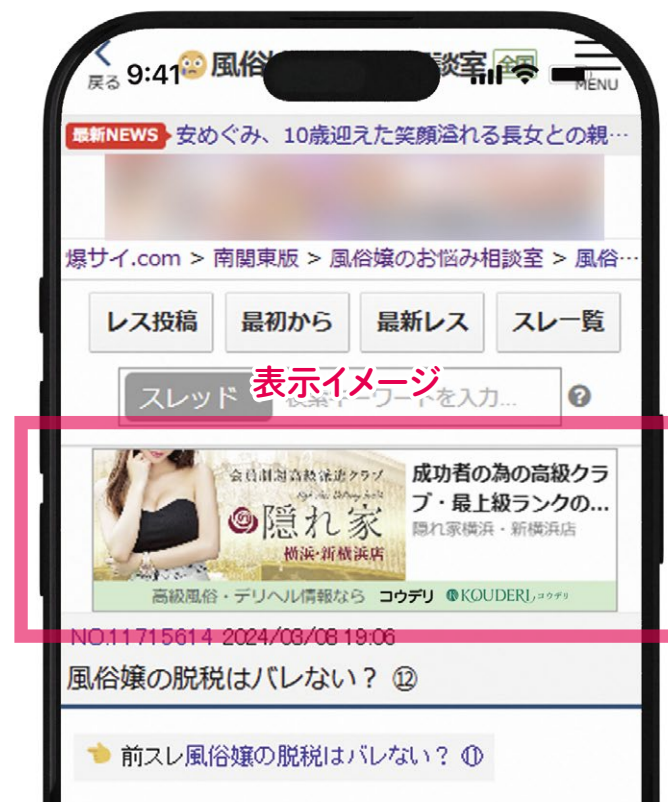 戻る 9:41 風俗 談室 全国
MENU
最新NEWS 安めぐみ、10歳迎えた笑顔溢れる長女との親…
爆サイ.com > 南関東版 > 風俗嬢のお悩み相談室 > 風俗…
レス投稿 最初から 最新レス スレ一覧
表示イメージ
スレッド 検索キーワードを入力... ?
会員制超高級派遣クラブ
隠れ家
横浜・新横浜店
成功者の為の高級クラ
ブ・最上級ランクの...
隠れ家横浜・新横浜店
高級風俗・デリヘル情報なら コウデリ KOUDERI コウデリ
NO.11715614 2024/03/08 19:06
風俗嬢の脱税はバレない? ⑫
👈 前スレ風俗嬢の脱税はバレない? ⑪